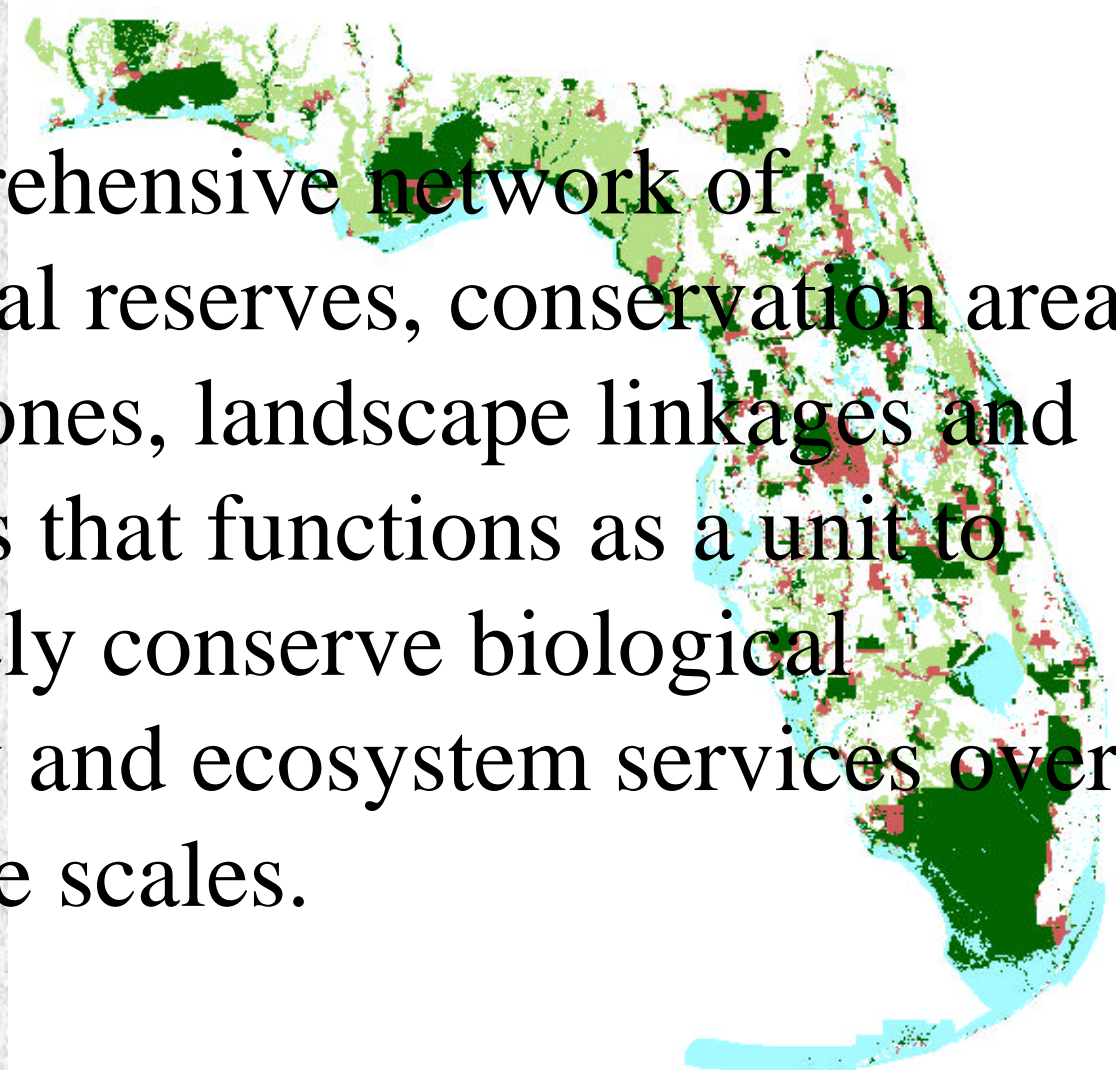 rehensive network of
al reserves, conservation area
ones, landscape linkages and
s that functions as a unit to
ly conserve biological
and ecosystem services over
e scales.